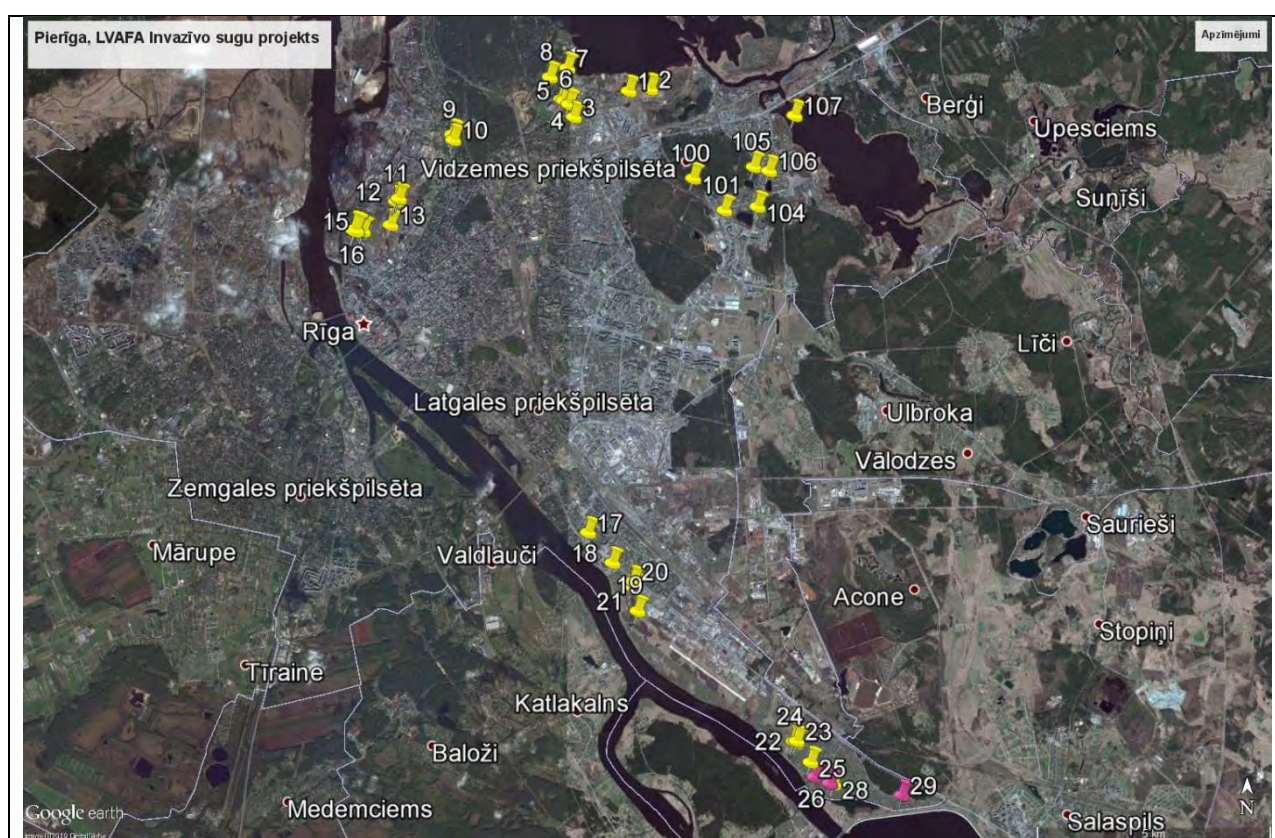 Pierīga, LVAFA Invazīvo sugu projekts
Apzīmējumi
8
7
6
5
1
2
3
4
107
Berģi
Upesciems
9
10
105
106
100
Vidzemes priekšpilsēta
101
104
Sunīši
11
12
13
15
16
Rīga
Līči
Latgales priekšpilsēta
Ulbroka
Vālodzes
Zemgales priekšpilsēta
Saurieši
17
Mārupe
Valdlauči
18
20
19
21
Acone
Stopiņi
Tīraine
Katlakalns
24
23
22
Baloži
25
26
28
29
Medemciems
Salaspils
Google earth
N
5 km